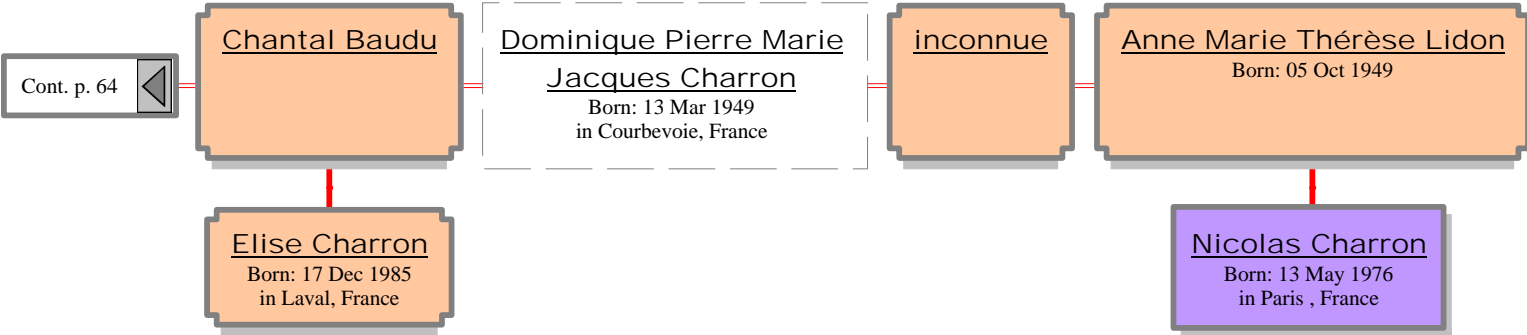 Cont. p. 64
Chantal Baudu
Dominique Pierre Marie
Jacques Charron
Born: 13 Mar 1949
in Courbevoie, France
inconnue
Anne Marie Thérèse Lidon
Born: 05 Oct 1949
Elise Charron
Born: 17 Dec 1985
in Laval, France
Nicolas Charron
Born: 13 May 1976
in Paris , France